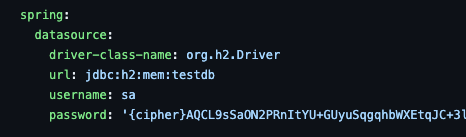 spring:
datasource:
driver-class-name: org.h2.Driver
url: jdbc:h2:mem:testdb
username: sa
password: '{cipher}AQCL9sSaON2PRnItYU+GUyuSqgqhbWXEtqJC+3l